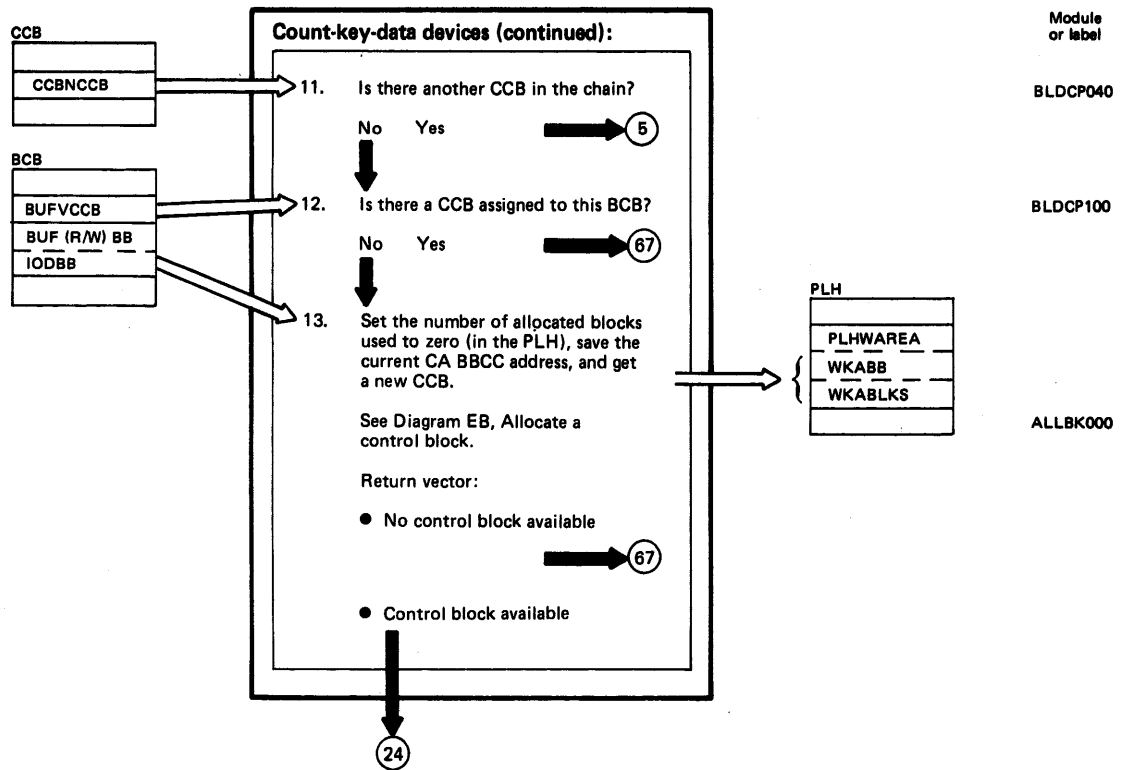 Count-key-data devices (continued):
Module
or label
CCB
CCBNCCB
11. Is there another CCB in the chain?
BLDCP040
No Yes
5
BCB
BUFVCCB
BUF (R/W) BB
IODBB
12. Is there a CCB assigned to this BCB?
BLDCP100
No Yes
67
13. Set the number of allocated blocks
used to zero (in the PLH), save the
current CA BBCC address, and get
a new CCB.
PLH
PLHWAREA
WKABB
WKABLKS
See Diagram EB, Allocate a
control block.
ALLBK000
Return vector:
● No control block available
67
● Control block available
24